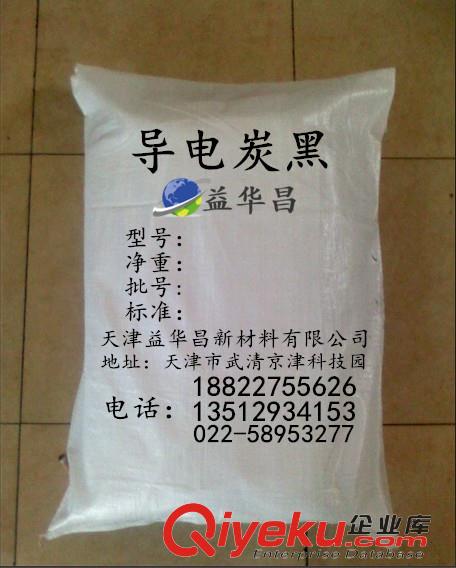 导电炭黑
益华昌
型号：
净重：
批号：
标准：
天津益华昌新材料有限公司
地址：天津市武清京津科技园
18822755626
电话：13512934153
022-58953277
Qiyeku.com 企业库
Enterprise Database